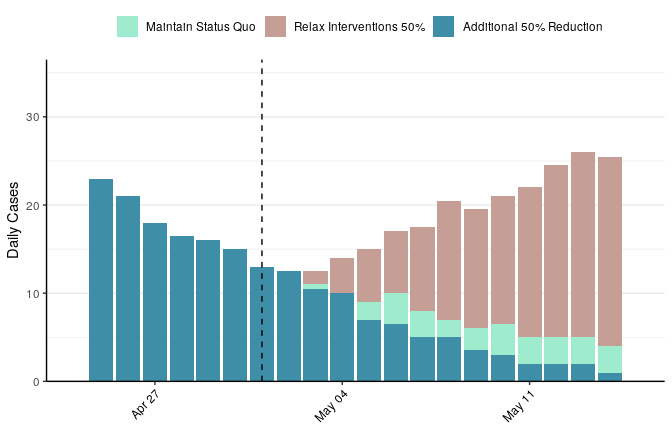 Maintain Status Quo Relax Interventions 50% Additional 50% Reduction
Daily Cases
30
20
10
0
Apr 27 May 04 May 11